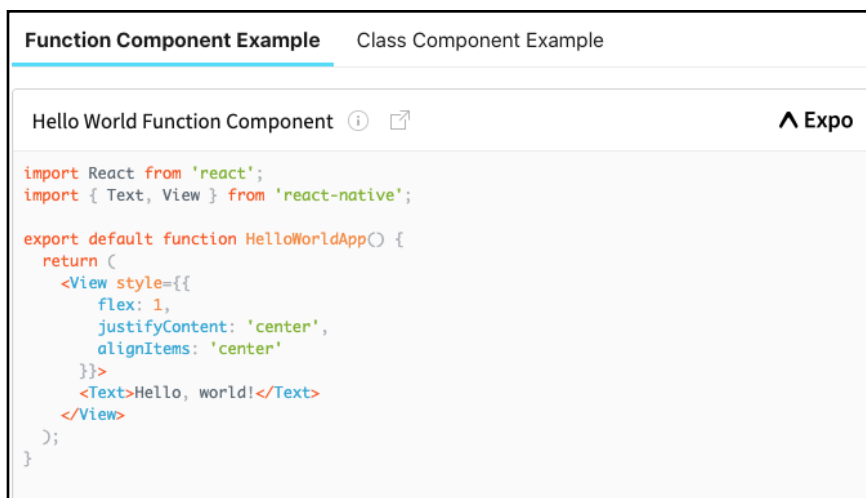 Function Component Example Class Component Example
Hello World Function Component Expo
import React from 'react';
import { Text, View } from 'react-native';
export default function HelloWorldApp() {
  return (
    <View style={{
        flex: 1,
        justifyContent: 'center',
        alignItems: 'center'
      }}>
      <Text>Hello, world!</Text>
    </View>
  );
}